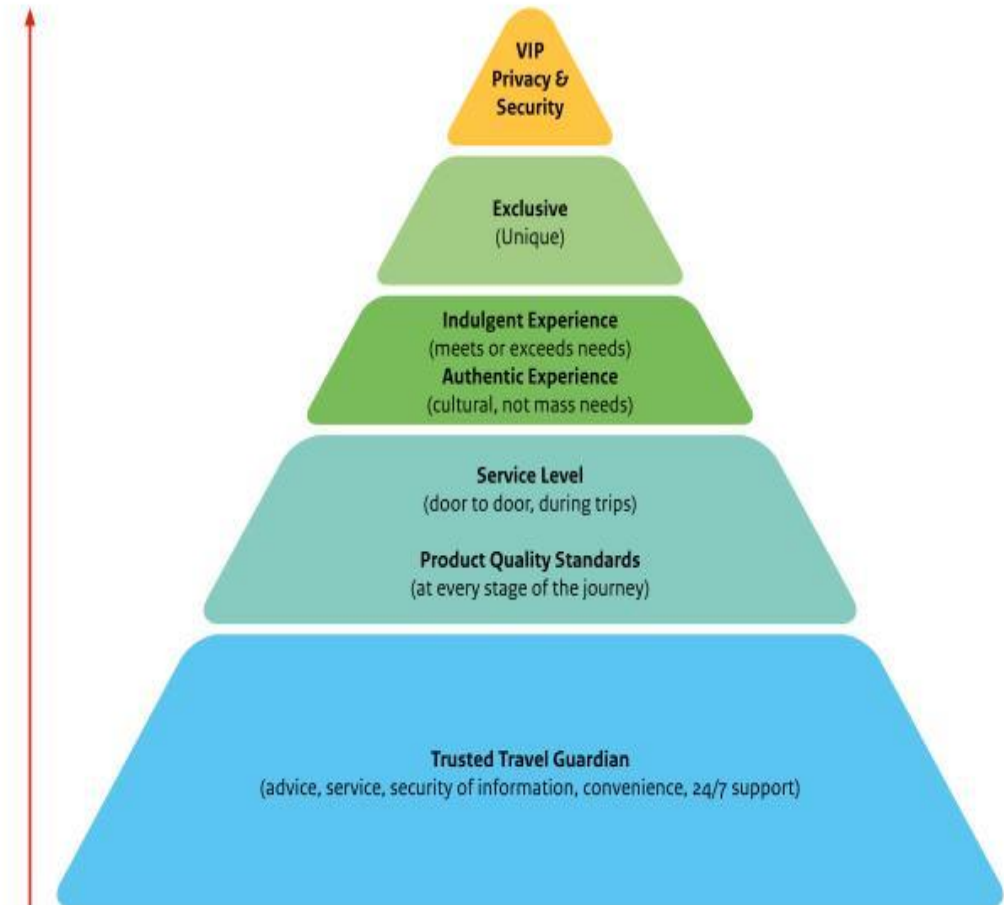 VIP
Privacy &
Security
Exclusive
(Unique)
Indulgent Experience
(meets or exceeds needs)
Authentic Experience
(cultural, not mass needs)
Service Level
(door to door, during trips)
Product Quality Standards
(at every stage of the journey)
Trusted Travel Guardian
(advice, service, security of information, convenience, 24/7 support)